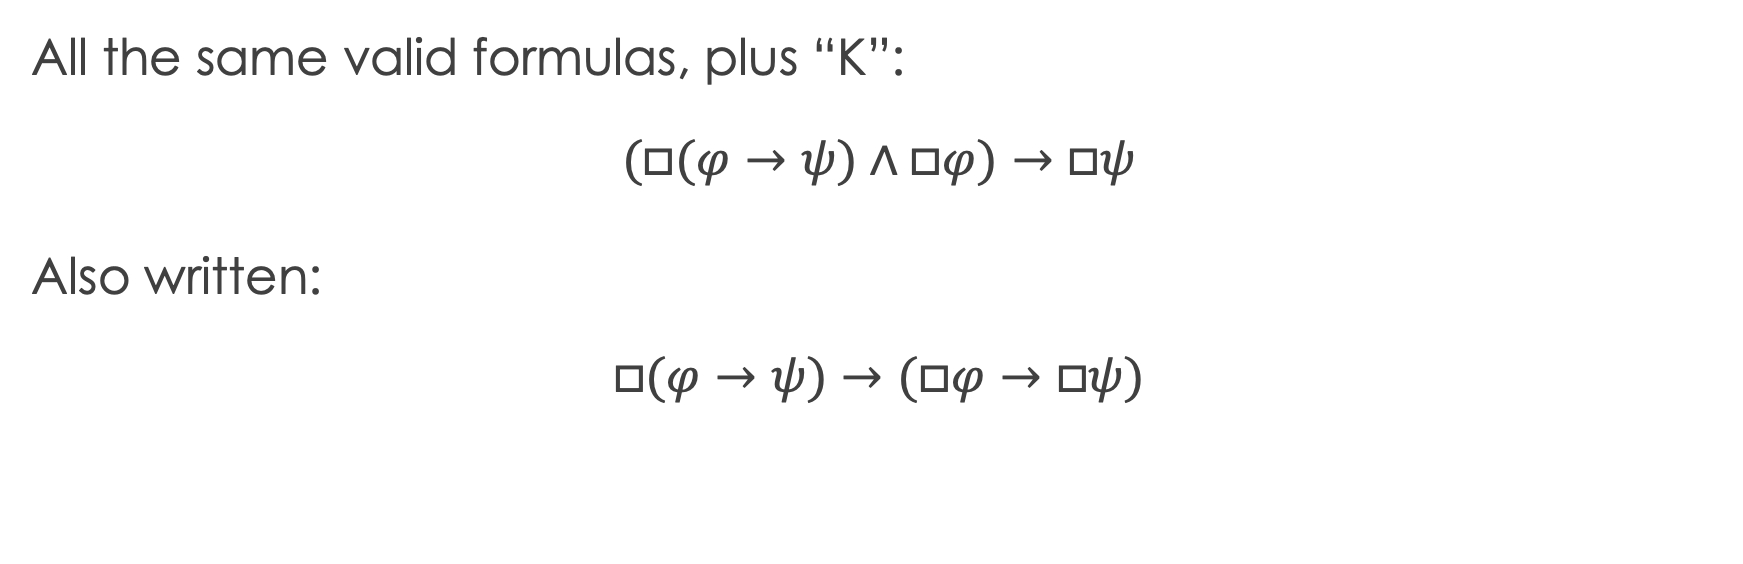 All the same valid formulas, plus “K”:
(□(φ → ψ) ∧ □φ) → □ψ
Also written:
□(φ → ψ) → (□φ → □ψ)